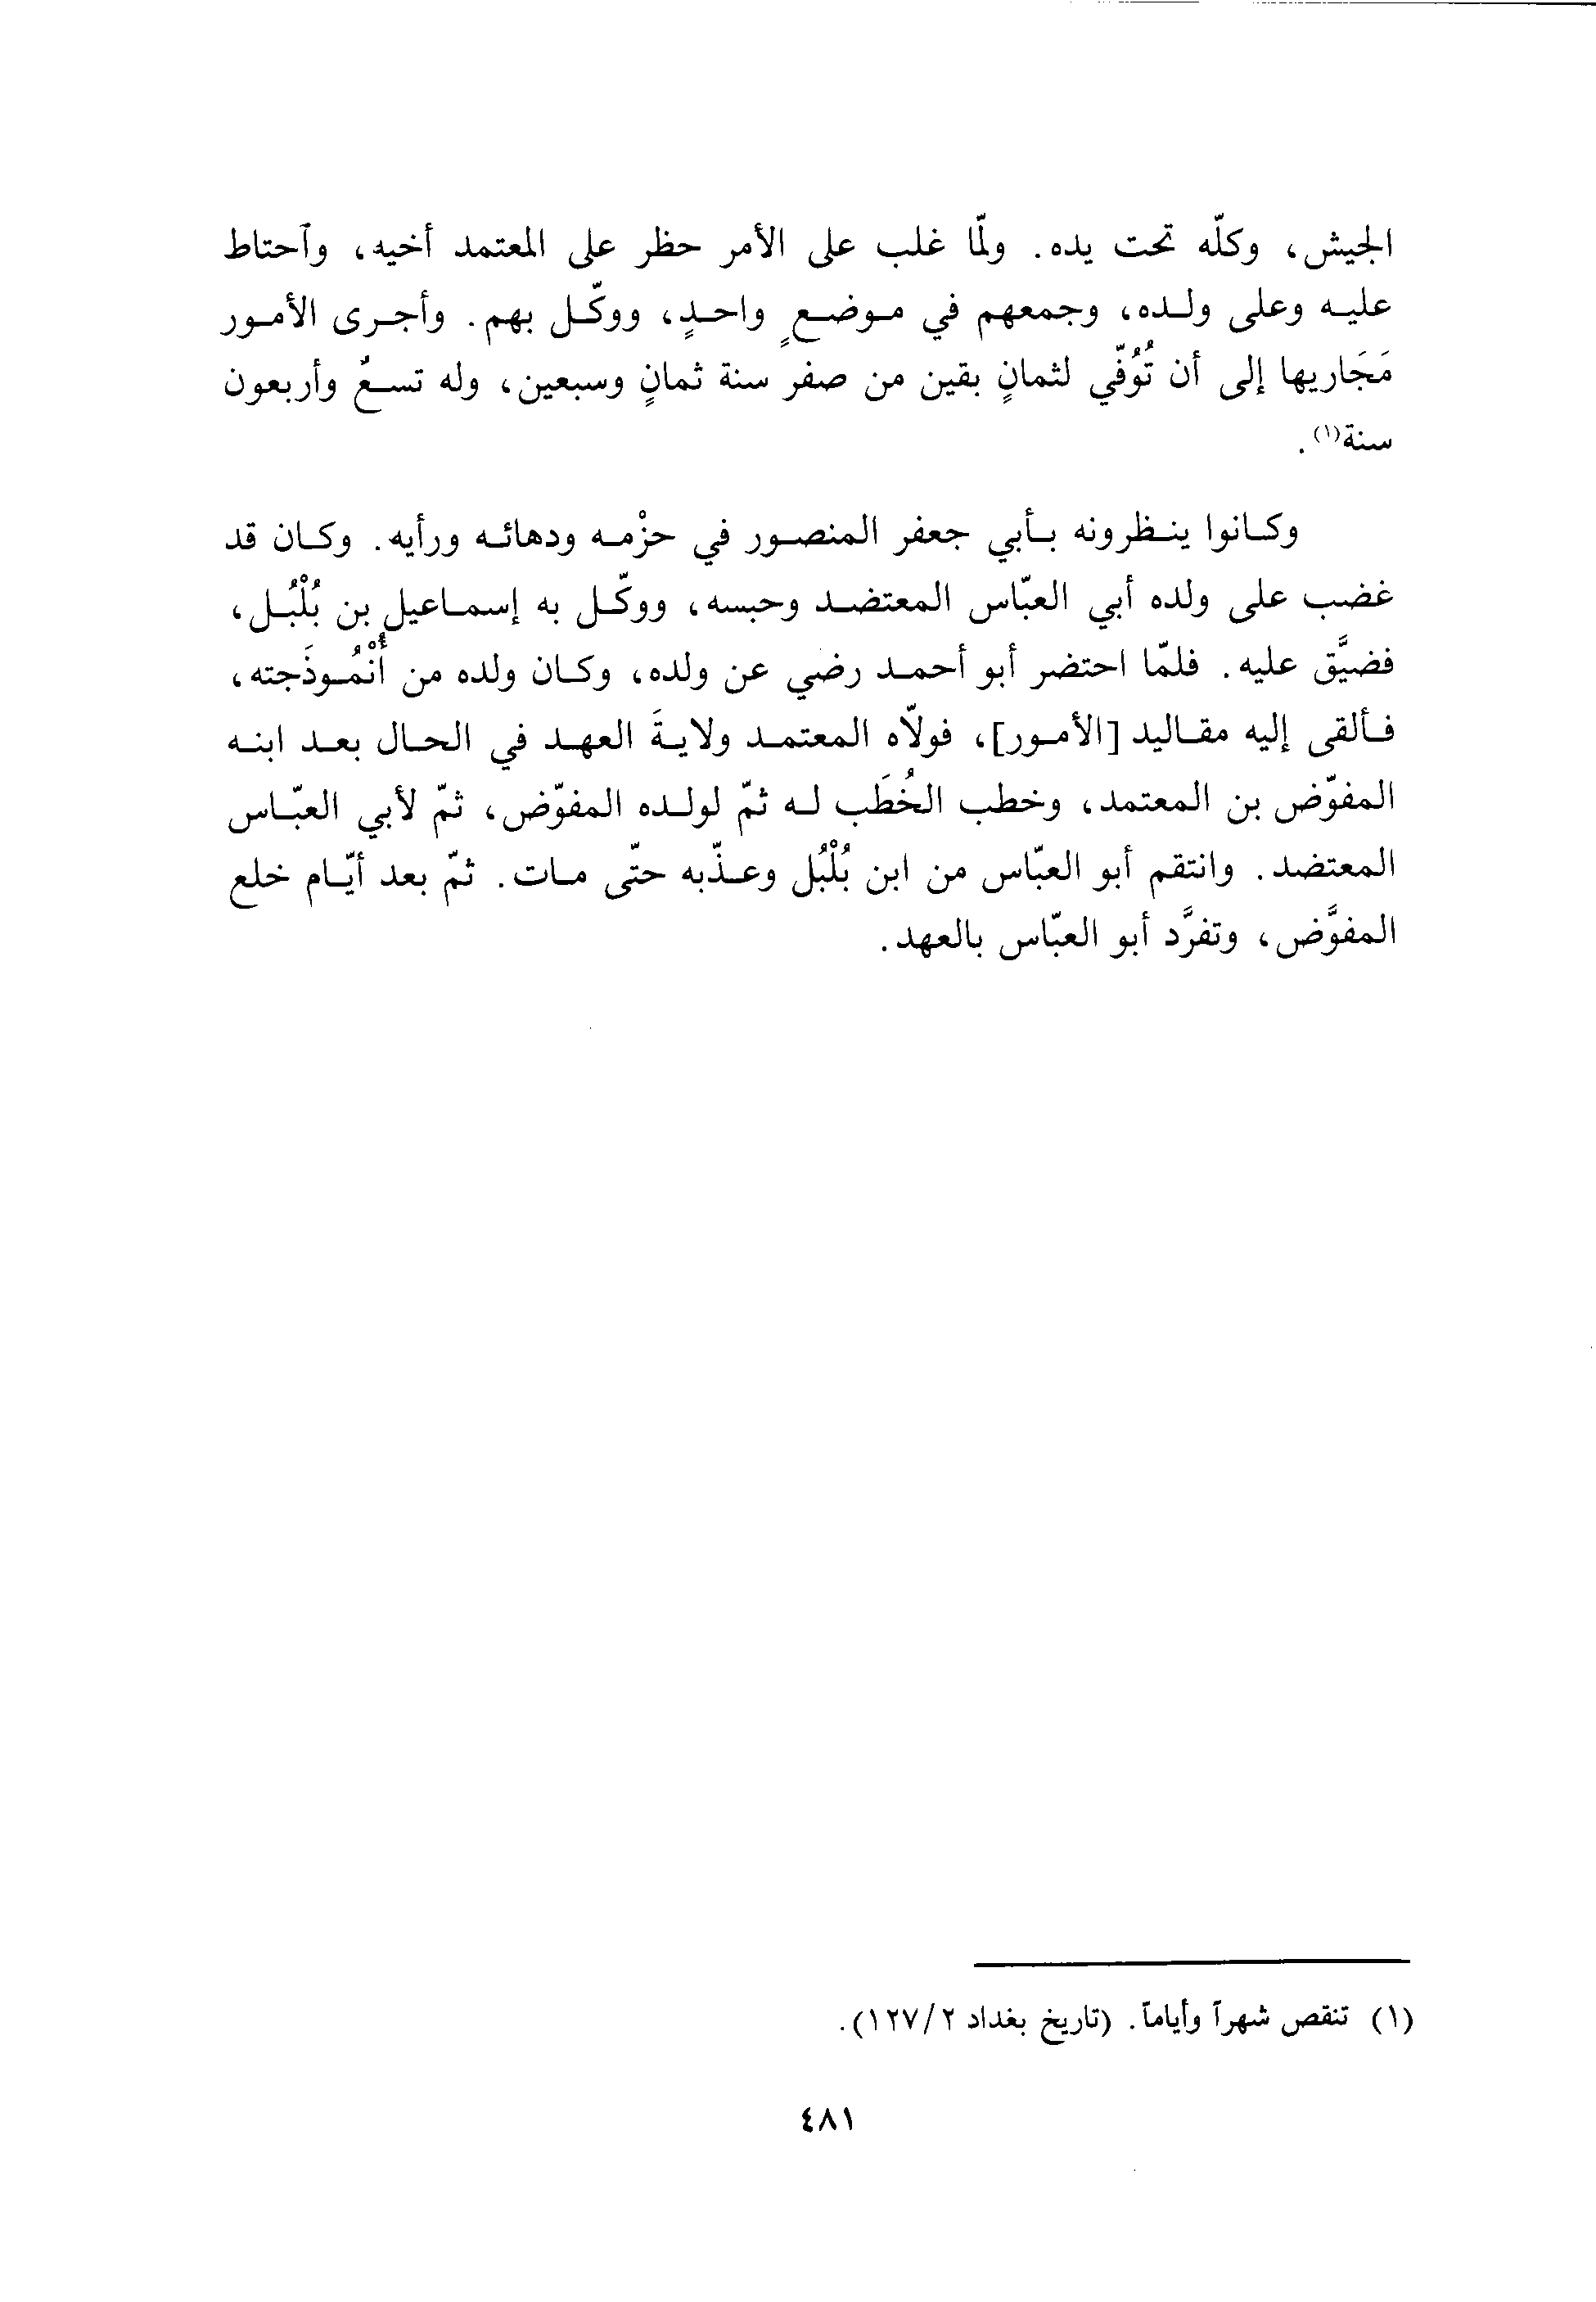 الجيش، وكلّه تحت يده. ولمّا غلب على الأمر حظر على المعتمد أخيه، وآحتاط
عليه وعلى ولده، وجمعهم في موضعٍ واحدٍ، ووكّل بهم. وأجرى الأمور
مَجَاريها إلى أن تُوُفّي لثمانٍ بقين من صفر سنة ثمانٍ وسبعين، وله تسعٌ وأربعون
سنة(١).
وكانوا ينظرونه بأبي جعفر المنصور في حزْمه ودهائه ورأيه. وكان قد
غضب على ولده أبي العبّاس المعتضد وحبسه، ووكّل به إسماعيل بن بُلْبُل،
فضيَّق عليه. فلمّا احتضر أبو أحمد رضي عن ولده، وكان ولده من أُنْمُوذَجته،
فألقى إليه مقاليد [الأمور]، فولّاه المعتمد ولايةَ العهد في الحال بعد ابنه
المفوّض بن المعتمد، وخطب الخُطَب له ثمّ لولده المفوّض، ثمّ لأبي العبّاس
المعتضد. وانتقم أبو العبّاس من ابن بُلْبُل وعذّبه حتّى مات. ثمّ بعد أيّام خلع
المفوَّض، وتفرَّد أبو العبّاس بالعهد.
(١) تنقص شهراً وأياماً. (تاريخ بغداد ١٢٧/٢).
٤٨١